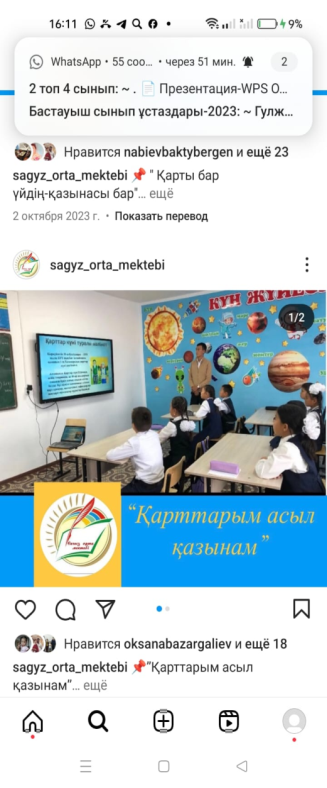 16:11
9%
WhatsApp • 55 соо... • через 51 мин.
2
2 топ 4 сынып: ~ . 📄 Презентация-WPS O...
Бастауыш сынып ұстаздары-2023: ~ Гулж...
Нравится nabievbaktybergen и ещё 23
sagyz_orta_mektebi 📌 " Қарты бар
үйдің-қазынасы бар"... ещё
2 октября 2023 г. • Показать перевод
sagyz_orta_mektebi
1/2
КҮН ЖҮЙЕСІ
“Қарттарым асыл
қазынам”
Нравится oksanabazargaliev и ещё 18
sagyz_orta_mektebi 📌"Қарттарым асыл
қазынам"... ещё